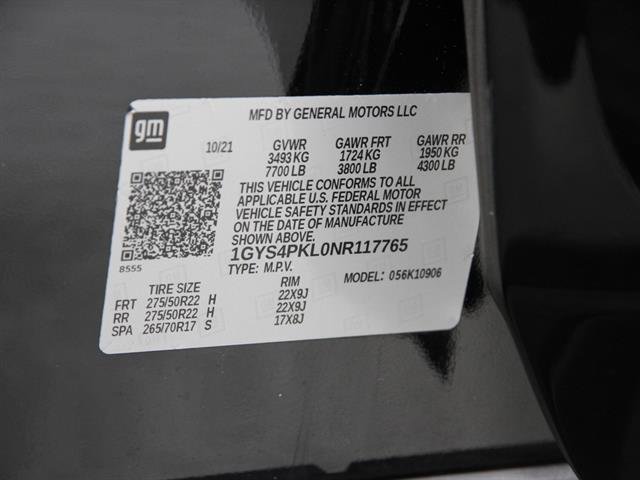 MFD BY GENERAL MOTORS LLC
gm
10/21 GVWR GAWR FRT GAWR RR
3493 KG 1724 KG 1950 KG
7700 LB 3800 LB 4300 LB
THIS VEHICLE CONFORMS TO ALL
APPLICABLE U.S. FEDERAL MOTOR
VEHICLE SAFETY STANDARDS IN EFFECT
ON THE DATE OF MANUFACTURE
SHOWN ABOVE.
1GYS4PKL0NR117765
8555
TYPE: M.P.V. MODEL: 056K10906
TIRE SIZE RIM
FRT 275/50R22 H 22X9J
RR 275/50R22 H 22X9J
SPA 265/70R17 S 17X8J